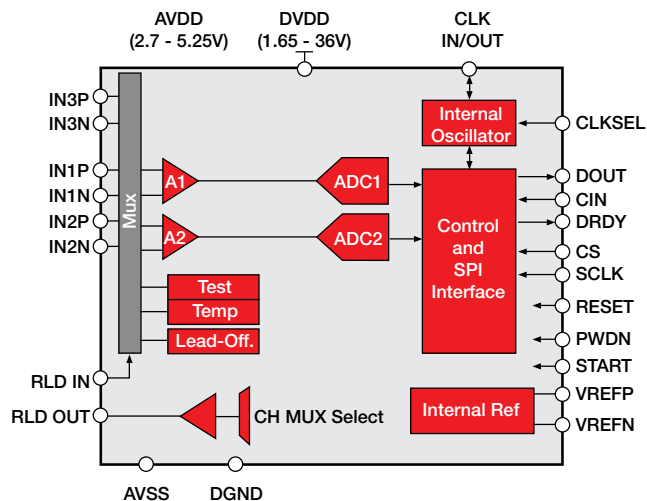 AVDD
(2.7 - 5.25V)
DVDD
(1.65 - 36V)
CLK
IN/OUT
IN3P
IN3N
IN1P
IN1N
IN2P
IN2N
RLD IN
RLD OUT
Mux
A1
A2
ADC1
ADC2
Test
Temp
Lead-Off.
CH MUX Select
Internal
Oscillator
Control
and
SPI
Interface
Internal Ref
CLKSEL
DOUT
CIN
DRDY
CS
SCLK
RESET
PWDN
START
VREFP
VREFN
AVSS
DGND